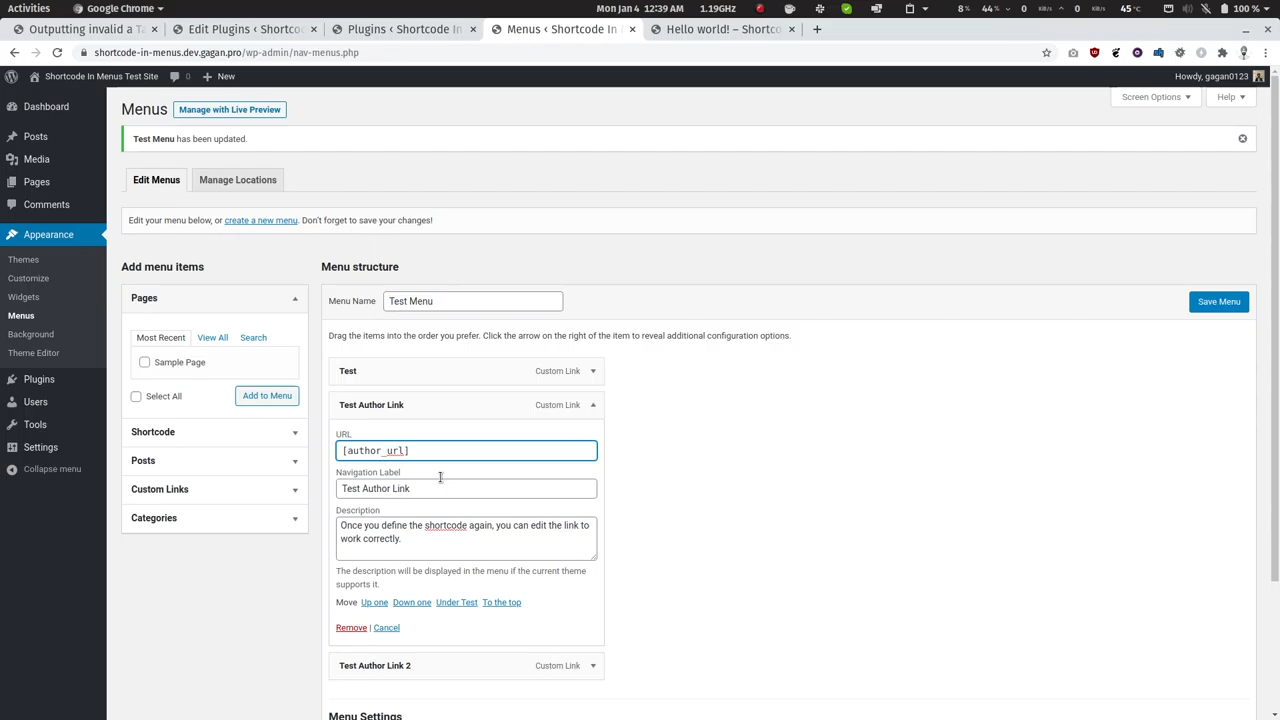 Google Chrome
Mon Jan 4 12:39 AM
1.19GHz
8%
44%
0
0
45°C
100 %
Outputting invalid a T
Edit Plugins ‹ Shortcod
Plugins ‹ Shortcode In
Menus ‹ Shortcode In
Hello world! – Shortco
shortcode-in-menus.dev.gagan.pro/wp-admin/nav-menus.php
Shortcode In Menus Test Site
0
New
Howdy, gagan0123
Dashboard
Posts
Media
Pages
Comments
Appearance
Themes
Customize
Widgets
Menus
Background
Theme Editor
Plugins
Users
Tools
Settings
Collapse menu
Menus
Manage with Live Preview
Screen Options
Help
Test Menu has been updated.
Edit Menus
Manage Locations
Edit your menu below, or create a new menu. Don't forget to save your changes!
Add menu items
Pages
Most Recent
View All
Search
Sample Page
Select All
Add to Menu
Shortcode
Posts
Custom Links
Categories
Menu structure
Menu Name
Test Menu
Save Menu
Drag the items into the order you prefer. Click the arrow on the right of the item to reveal additional configuration options.
Test
Custom Link
Test Author Link
Custom Link
URL
[author_url]
Navigation Label
Test Author Link
Description
Once you define the shortcode again, you can edit the link to
work correctly.
The description will be displayed in the menu if the current theme
supports it.
Move Up one Down one Under Test To the top
Remove | Cancel
Test Author Link 2
Custom Link
Menu Settings